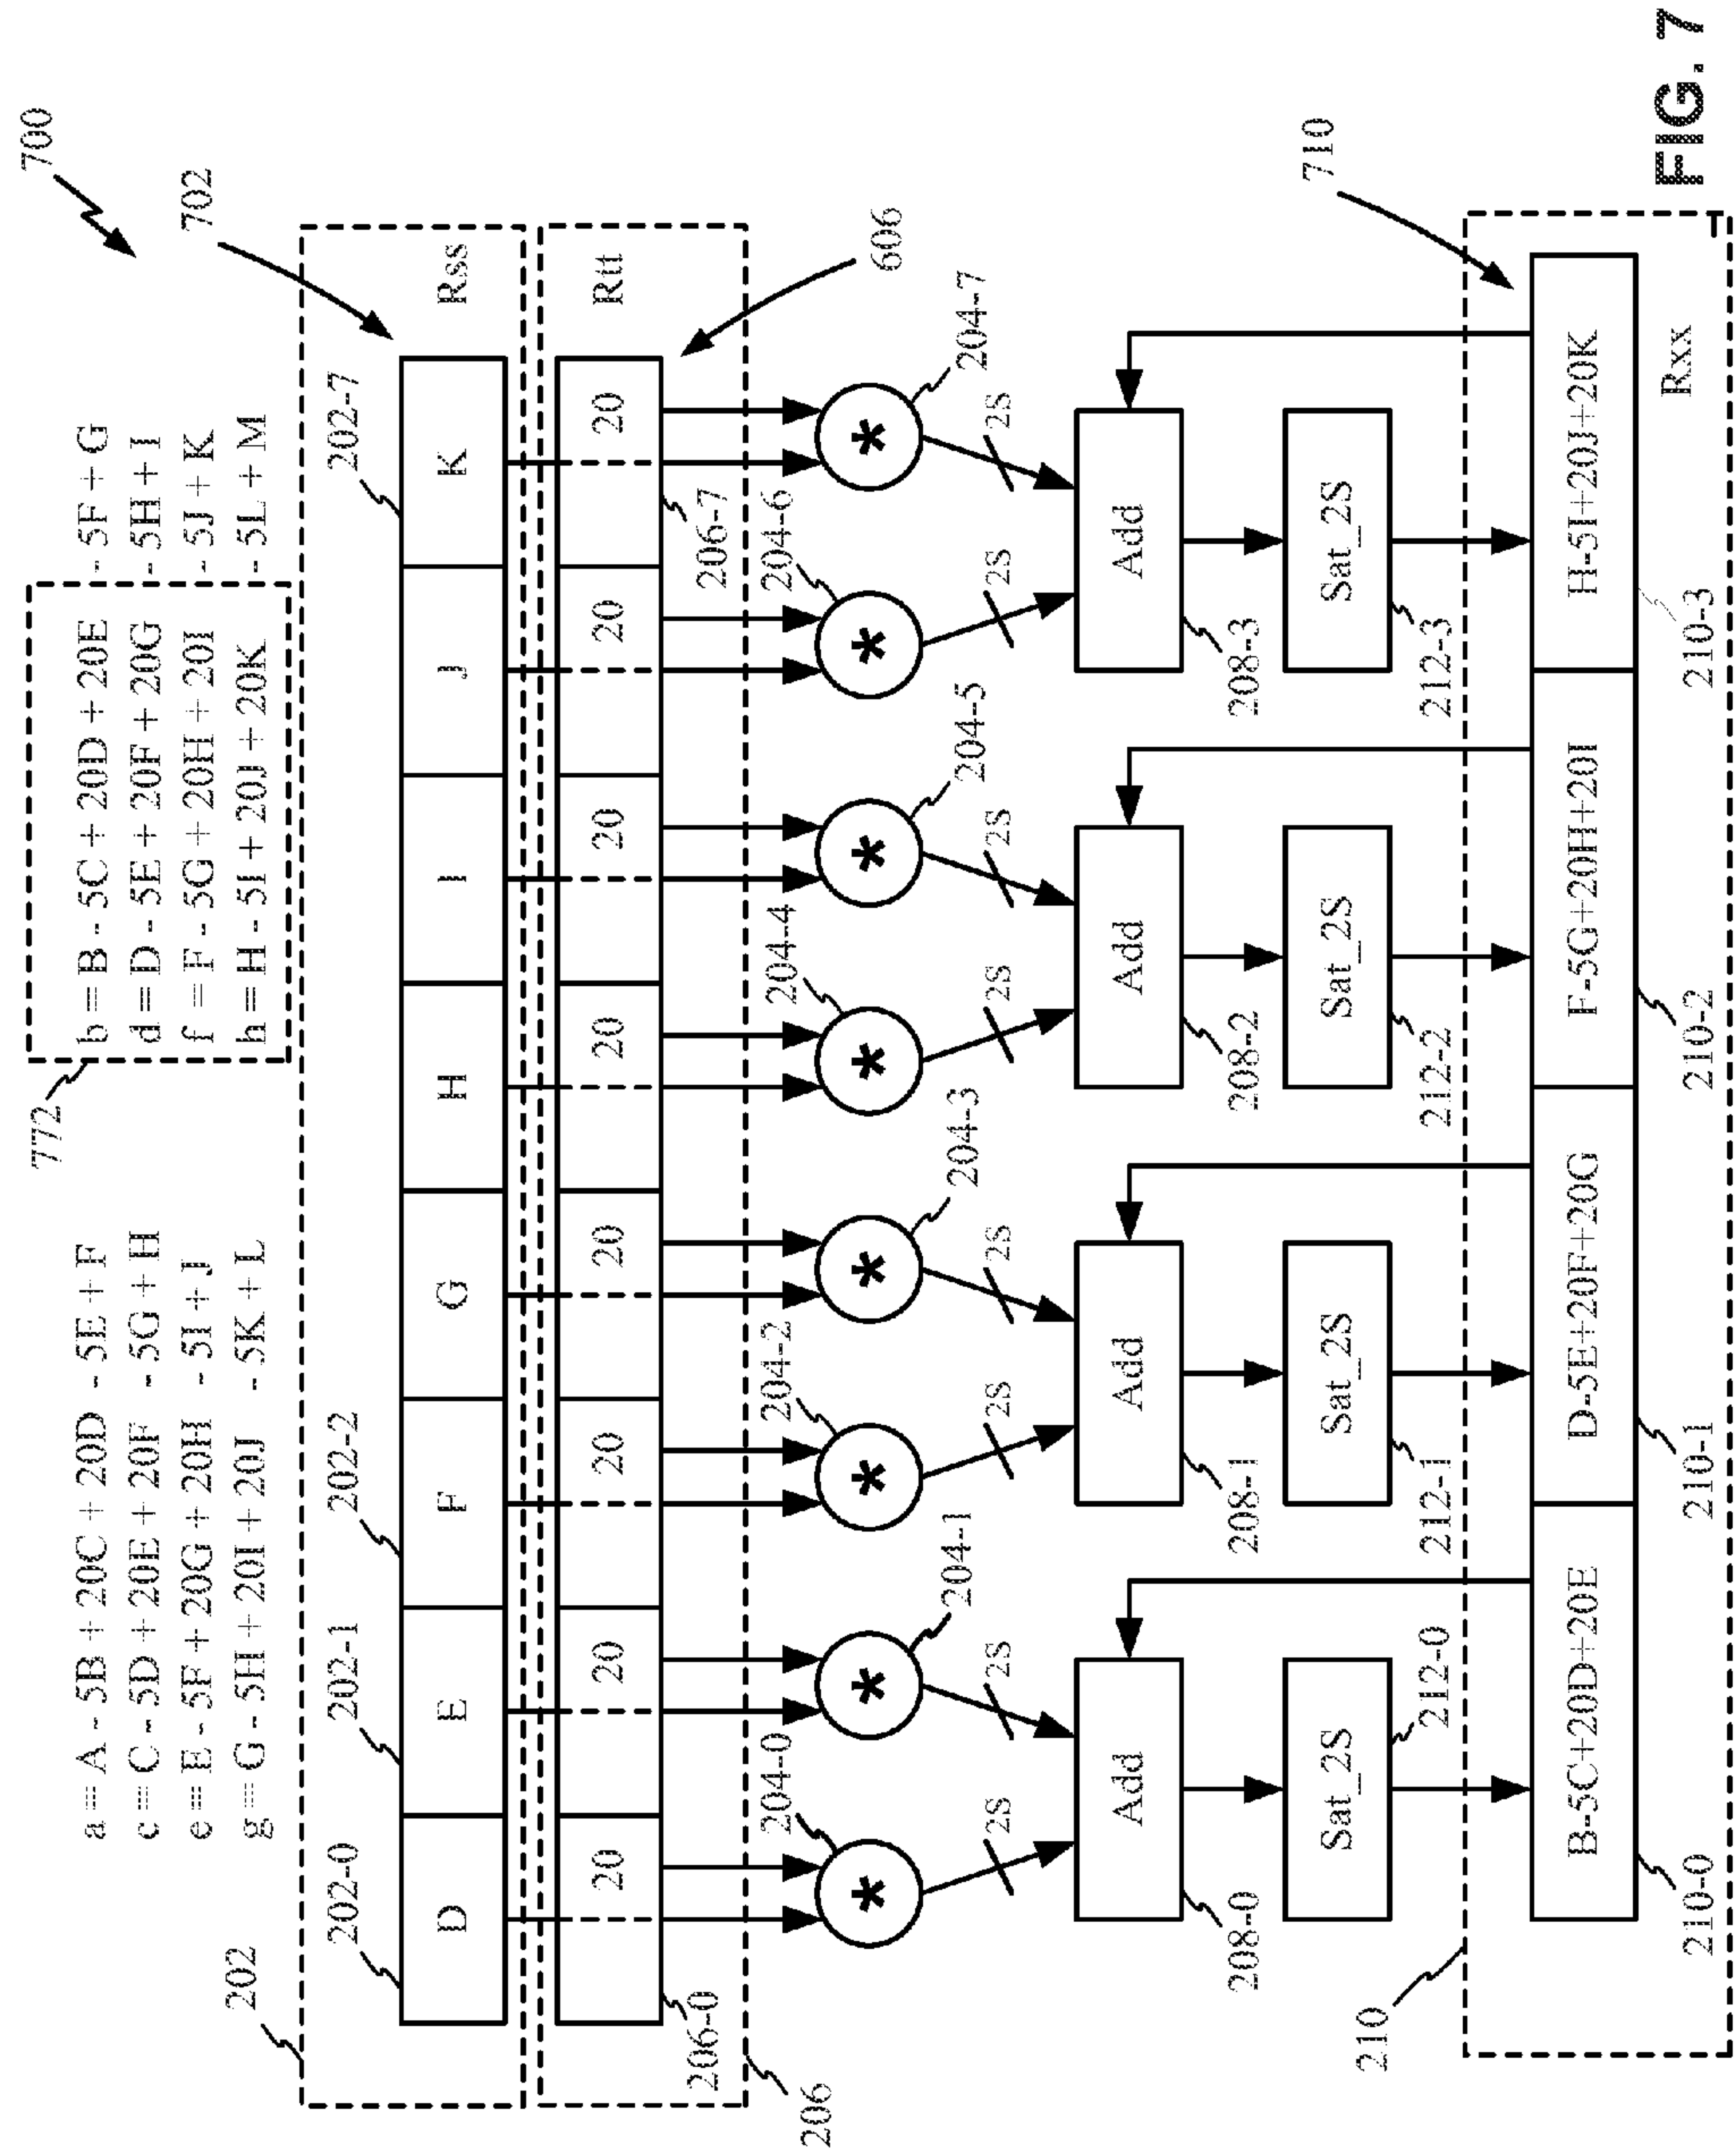 700
772
a = A - 5B + 20C + 20D - 5E + F
b = B - 5C + 20D + 20E - 5F + G
c = C - 5D + 20E + 20F - 5G + H
d = D - 5E + 20F + 20G - 5H + I
e = E - 5F + 20G + 20H - 5I + J
f = F - 5G + 20H + 20I - 5J + K
g = G - 5H + 20I + 20J - 5K + L
h = H - 5I + 20J + 20K - 5L + M
202
202-0
202-1
202-2
202-7
702
D E F G H I J K Rss
20 20 20 20 20 20 20 20 Rtt
206
206-0
206-7
606
204-0
204-1
204-2
204-3
204-4
204-5
204-6
204-7
* * * * * * * *
2S 2S 2S 2S 2S 2S 2S 2S
Add Add Add Add
208-0
208-1
208-2
208-3
Sat_2S Sat_2S Sat_2S Sat_2S
212-0
212-1
212-2
212-3
210
710
B-5C+20D+20E
D-5E+20F+20G
F-5G+20H+20I
H-5I+20J+20K
210-0
210-1
210-2
210-3
Rxx
FIG. 7